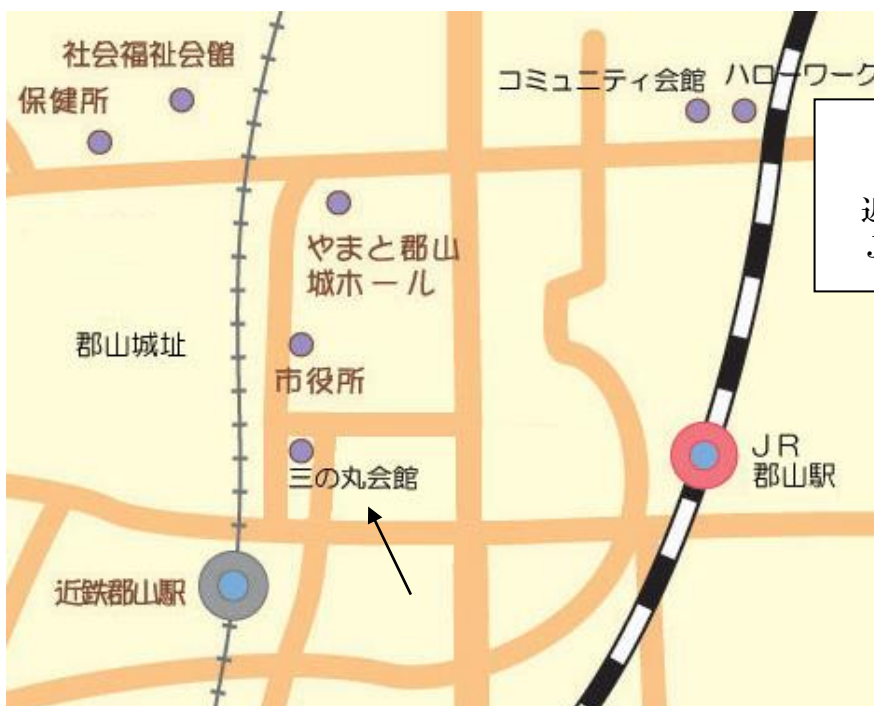 社会福祉会館
保健所
コミュニティ会館
ハローワーク
やまと郡山
城ホール
郡山城址
市役所
三の丸会館
JR
郡山駅
近鉄郡山駅